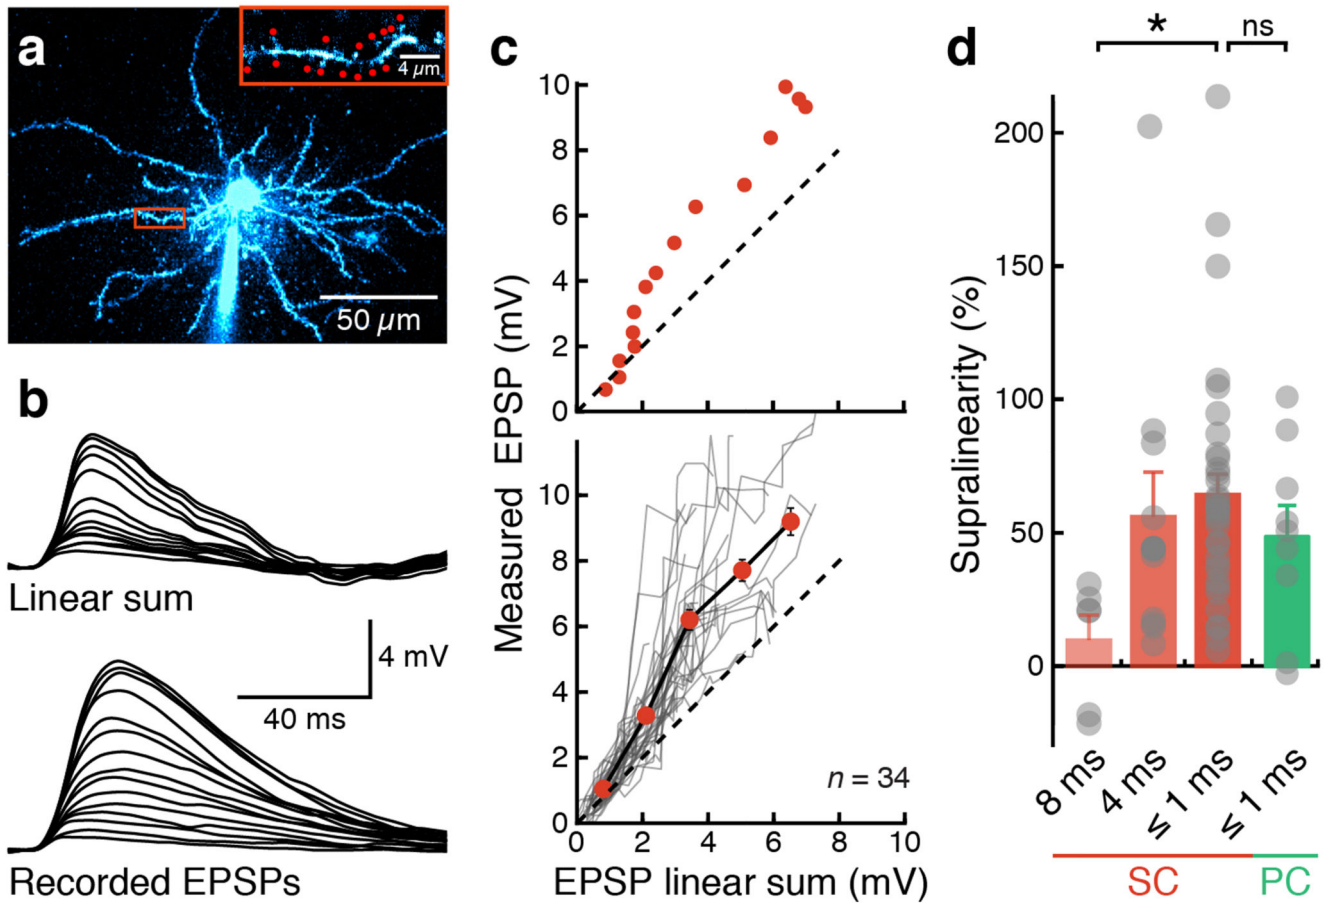 a
4 µm
50 µm
b
Linear sum
4 mV
40 ms
Recorded EPSPs
c
10
8
6
4
2
0
Measured EPSP (mV)
10
8
6
4
2
0
n = 34
0 2 4 6 8 10
EPSP linear sum (mV)
d
* ns
200
150
100
50
0
Supralinearity (%)
8 ms
4 ms
≤ 1 ms
≤ 1 ms
SC PC